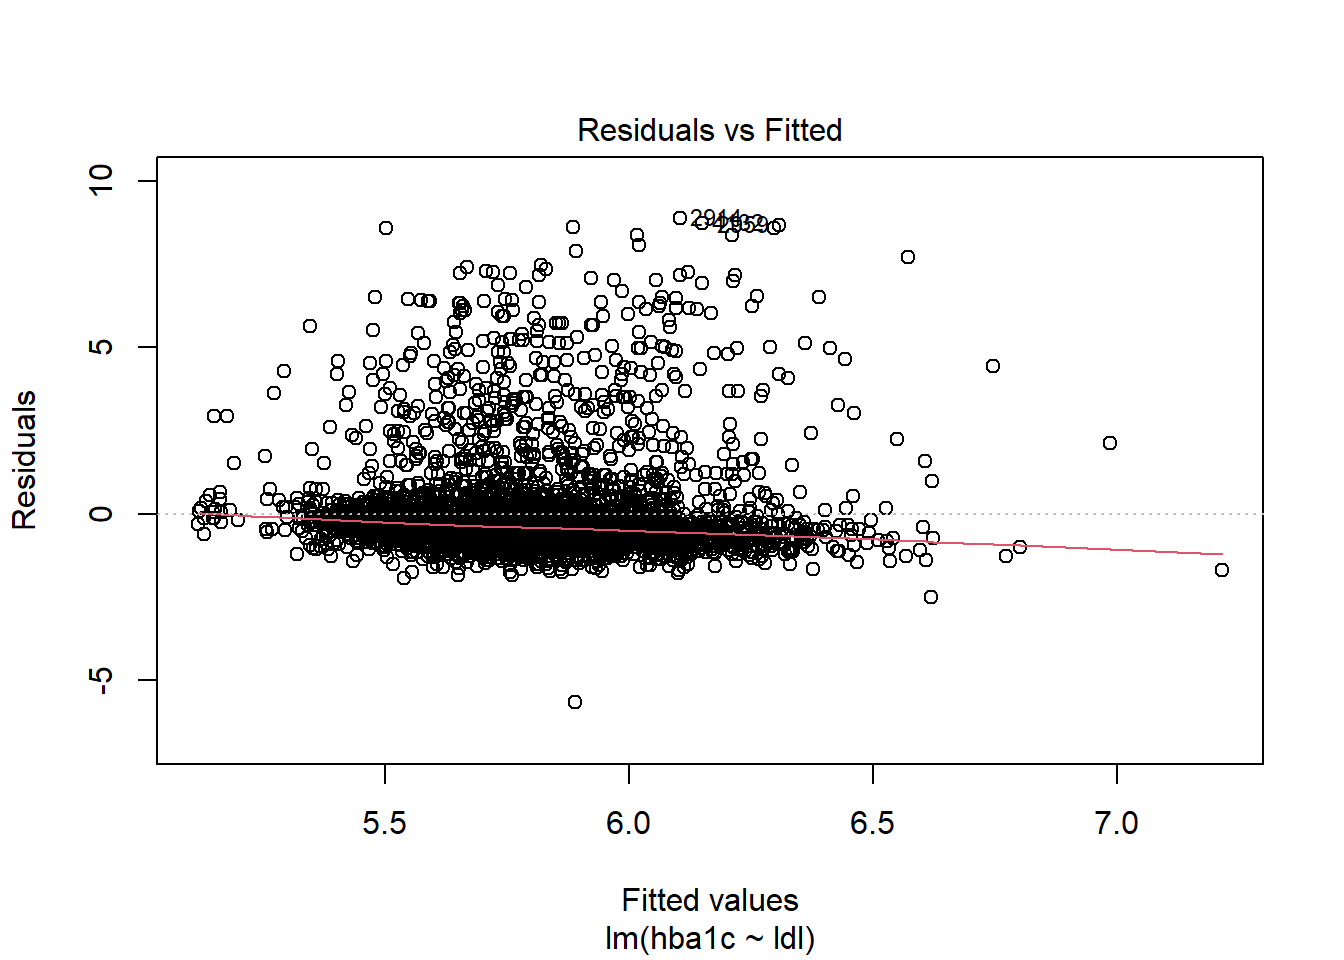 Residuals vs Fitted
10
5
0
-5
Residuals
2914
2959
5.5
6.0
6.5
7.0
Fitted values
lm(hba1c ~ ldl)